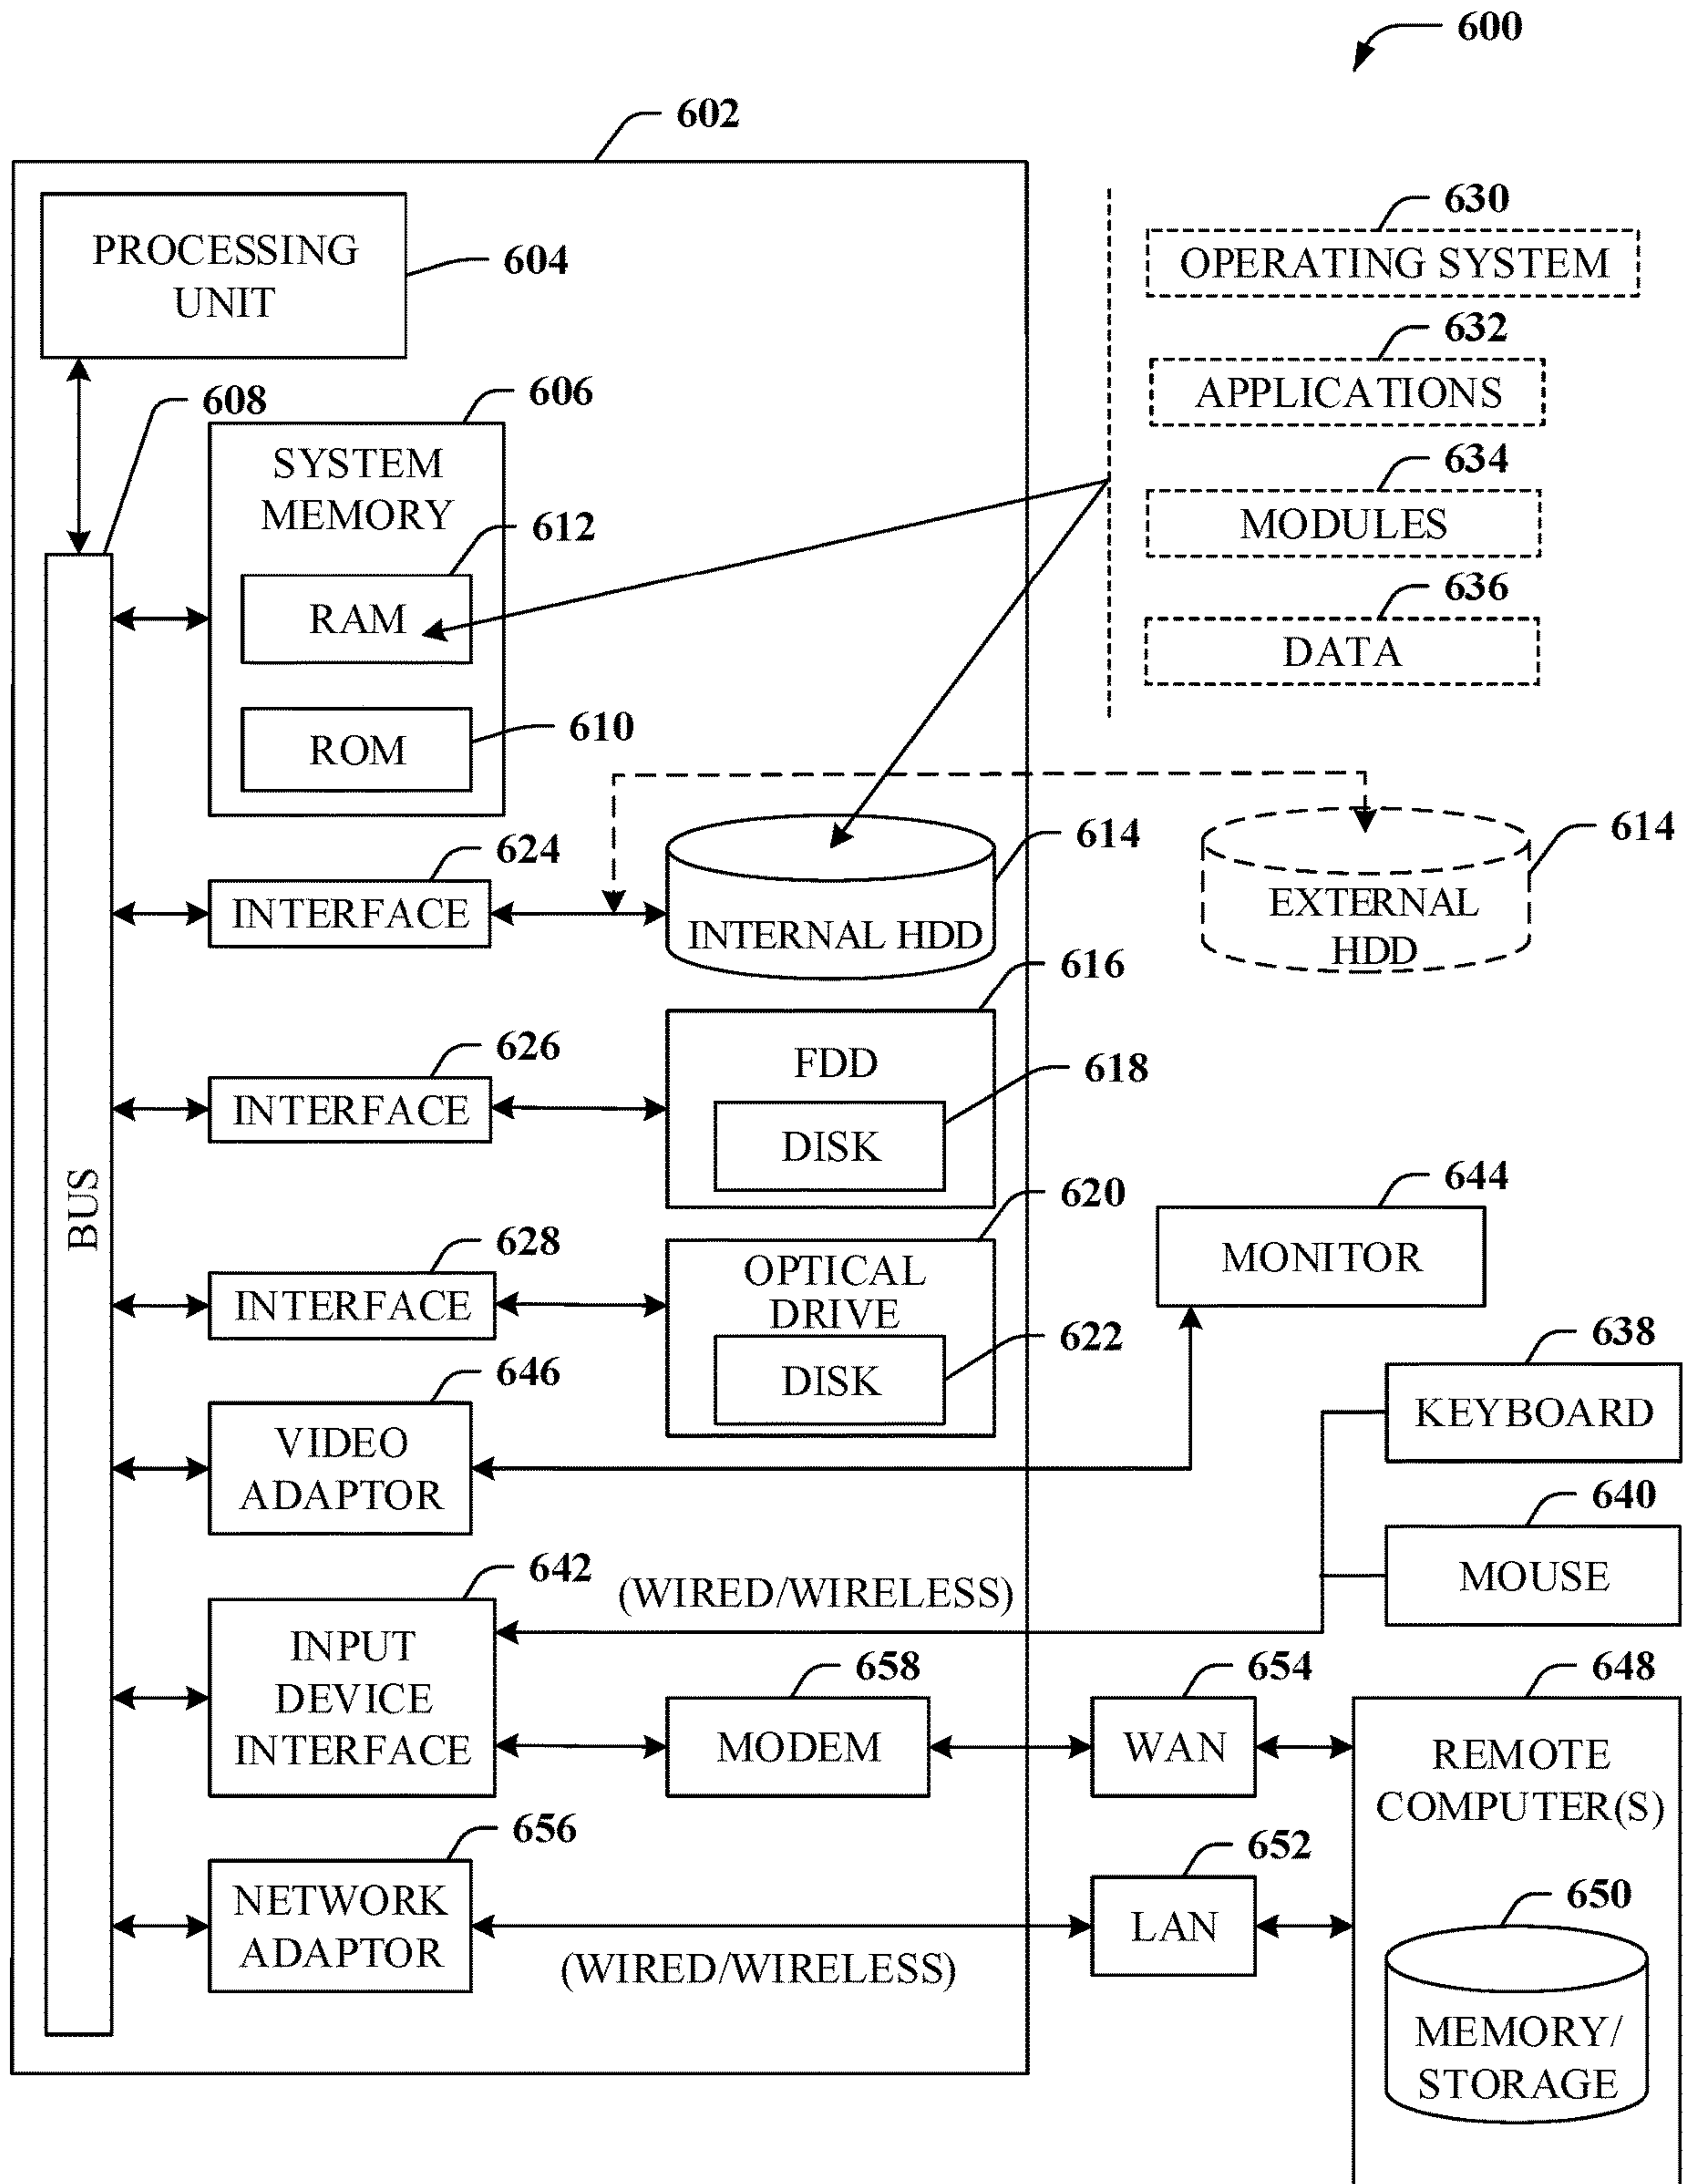 600
602
PROCESSING
UNIT
604
630
OPERATING SYSTEM
632
APPLICATIONS
634
MODULES
636
DATA
608
606
SYSTEM
MEMORY
612
RAM
610
ROM
624
INTERFACE
614
INTERNAL HDD
614
EXTERNAL
HDD
616
FDD
618
DISK
626
INTERFACE
BUS
620
OPTICAL
DRIVE
622
DISK
628
INTERFACE
644
MONITOR
646
VIDEO
ADAPTOR
638
KEYBOARD
640
MOUSE
642
INPUT
DEVICE
INTERFACE
(WIRED/WIRELESS)
658
MODEM
654
WAN
648
REMOTE
COMPUTER(S)
656
NETWORK
ADAPTOR
(WIRED/WIRELESS)
652
LAN
650
MEMORY/
STORAGE